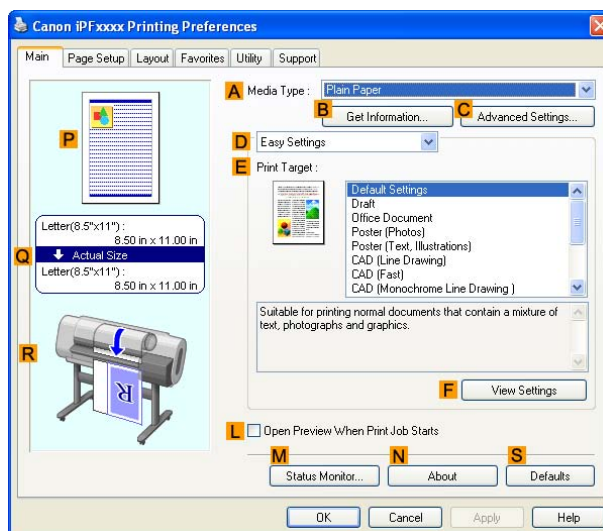 Canon iPFxxxx Printing Preferences
Main Page Setup Layout Favorites Utility Support
P
Letter(8.5"x11") :
8.50 in x 11.00 in
Q
Actual Size
Letter(8.5"x11") :
8.50 in x 11.00 in
R
R
A Media Type : Plain Paper
B Get Information...
C Advanced Settings...
D Easy Settings
E Print Target :
Default Settings
Draft
Office Document
Poster (Photos)
Poster (Text, Illustrations)
CAD (Line Drawing)
CAD (Fast)
CAD (Monochrome Line Drawing )
Suitable for printing normal documents that contain a mixture of
text, photographs and graphics.
F View Settings
L Open Preview When Print Job Starts
M Status Monitor...
N About
S Defaults
OK Cancel Apply Help